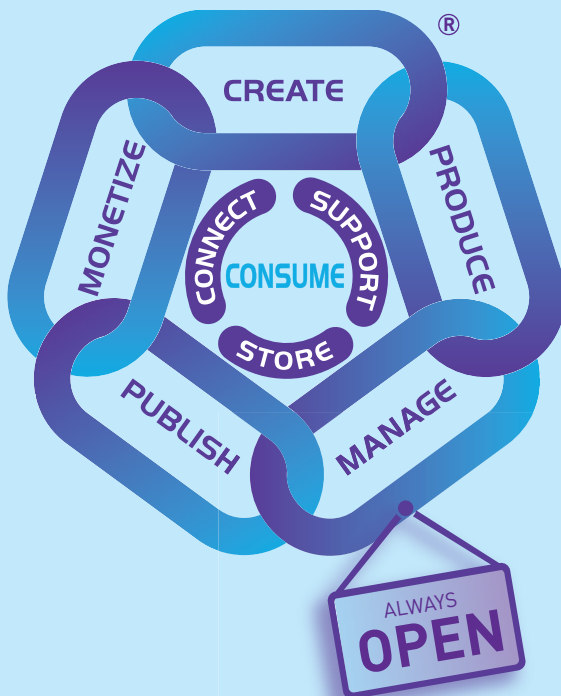 ®
CREATE
PRODUCE
MANAGE
PUBLISH
MONETIZE
CONNECT
SUPPORT
STORE
CONSUME
ALWAYS
OPEN